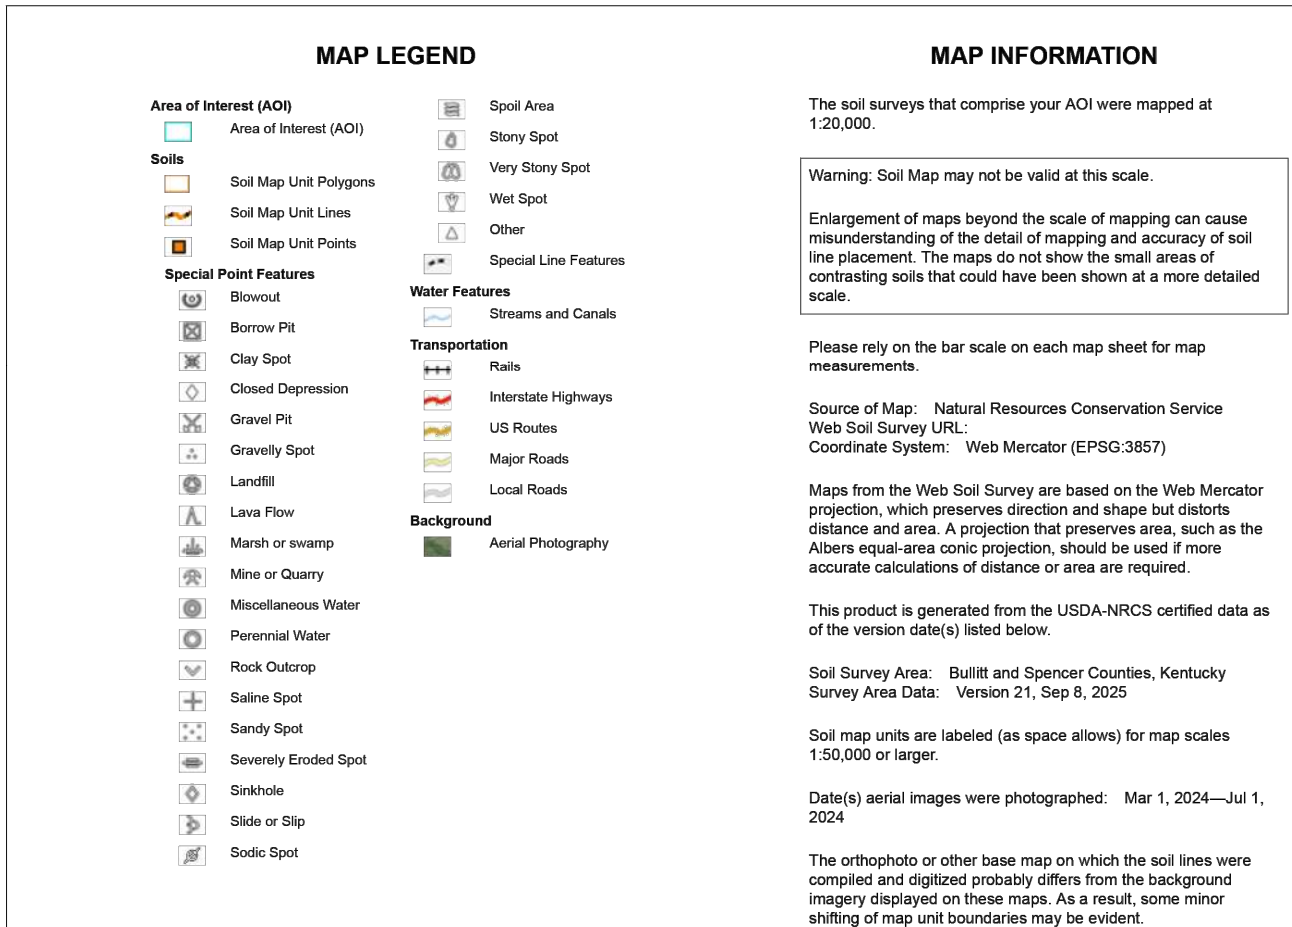 MAP LEGEND
Area of Interest (AOI)
Area of Interest (AOI)
Soils
Soil Map Unit Polygons
Soil Map Unit Lines
Soil Map Unit Points
Special Point Features
Blowout
Borrow Pit
Clay Spot
Closed Depression
Gravel Pit
Gravelly Spot
Landfill
Lava Flow
Marsh or swamp
Mine or Quarry
Miscellaneous Water
Perennial Water
Rock Outcrop
Saline Spot
Sandy Spot
Severely Eroded Spot
Sinkhole
Slide or Slip
Sodic Spot
Spoil Area
Stony Spot
Very Stony Spot
Wet Spot
Other
Special Line Features
Water Features
Streams and Canals
Transportation
Rails
Interstate Highways
US Routes
Major Roads
Local Roads
Background
Aerial Photography
MAP INFORMATION
The soil surveys that comprise your AOI were mapped at
1:20,000.
Warning: Soil Map may not be valid at this scale.
Enlargement of maps beyond the scale of mapping can cause
misunderstanding of the detail of mapping and accuracy of soil
line placement. The maps do not show the small areas of
contrasting soils that could have been shown at a more detailed
scale.
Please rely on the bar scale on each map sheet for map
measurements.
Source of Map: Natural Resources Conservation Service
Web Soil Survey URL:
Coordinate System: Web Mercator (EPSG:3857)
Maps from the Web Soil Survey are based on the Web Mercator
projection, which preserves direction and shape but distorts
distance and area. A projection that preserves area, such as the
Albers equal-area conic projection, should be used if more
accurate calculations of distance or area are required.
This product is generated from the USDA-NRCS certified data as
of the version date(s) listed below.
Soil Survey Area: Bullitt and Spencer Counties, Kentucky
Survey Area Data: Version 21, Sep 8, 2025
Soil map units are labeled (as space allows) for map scales
1:50,000 or larger.
Date(s) aerial images were photographed: Mar 1, 2024—Jul 1,
2024
The orthophoto or other base map on which the soil lines were
compiled and digitized probably differs from the background
imagery displayed on these maps. As a result, some minor
shifting of map unit boundaries may be evident.